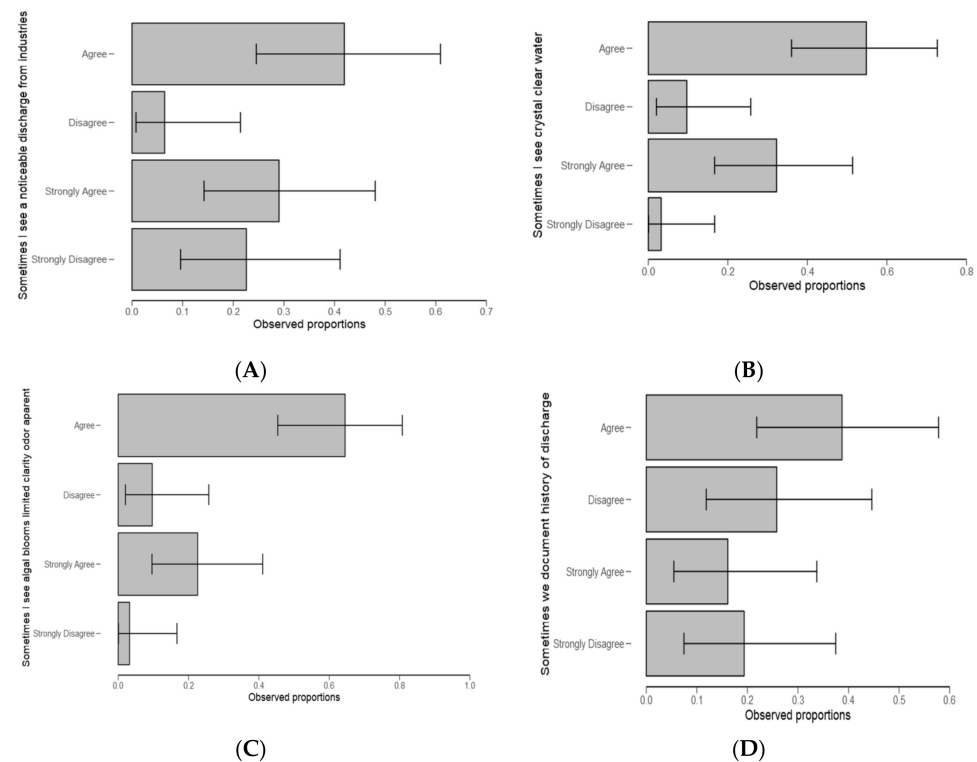 Sometimes I see a noticeable discharge from industries
Agree
Disagree
Strongly Agree
Strongly Disagree
0.0 0.1 0.2 0.3 0.4 0.5 0.6 0.7
Observed proportions
(A)
Sometimes I see crystal clear water
Agree
Disagree
Strongly Agree
Strongly Disagree
0.0 0.2 0.4 0.6 0.8
Observed proportions
(B)
Sometimes I see algal blooms limited clarity odor aparent
Agree
Disagree
Strongly Agree
Strongly Disagree
0.0 0.2 0.4 0.6 0.8 1.0
Observed proportions
(C)
Sometimes we document history of discharge
Agree
Disagree
Strongly Agree
Strongly Disagree
0.0 0.1 0.2 0.3 0.4 0.5 0.6
Observed proportions
(D)